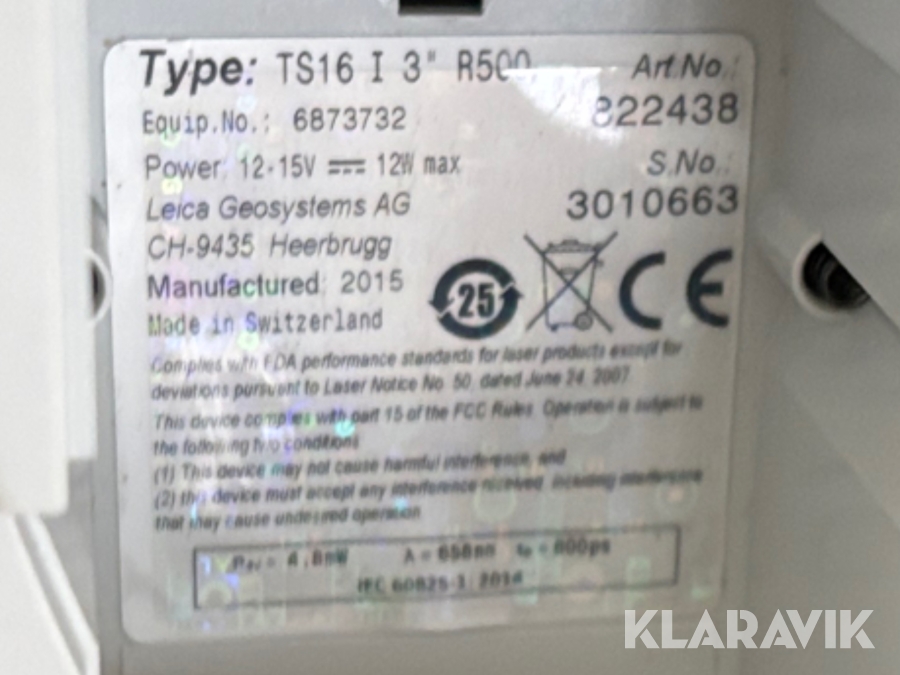 Type: TS16 I 3" R500 Art.No.:
Equip.No.: 6873732 822438
Power: 12-15V 12W max S.No.:
Leica Geosystems AG 3010663
CH-9435 Heerbrugg
Manufactured: 2015
Made in Switzerland
25 CE
Complies with FDA performance standards for laser products except for
deviations pursuant to Laser Notice No. 50, dated June 24, 2007.
This device complies with part 15 of the FCC Rules. Operation is subject to
the following two conditions
(1) This device may not cause harmful interference, and
(2) this device must accept any interference received, including interference
that may cause undesired operation.
= 4.8mW λ = 658nm = 800ps
IEC 60825-1: 2014
KLARAVIK